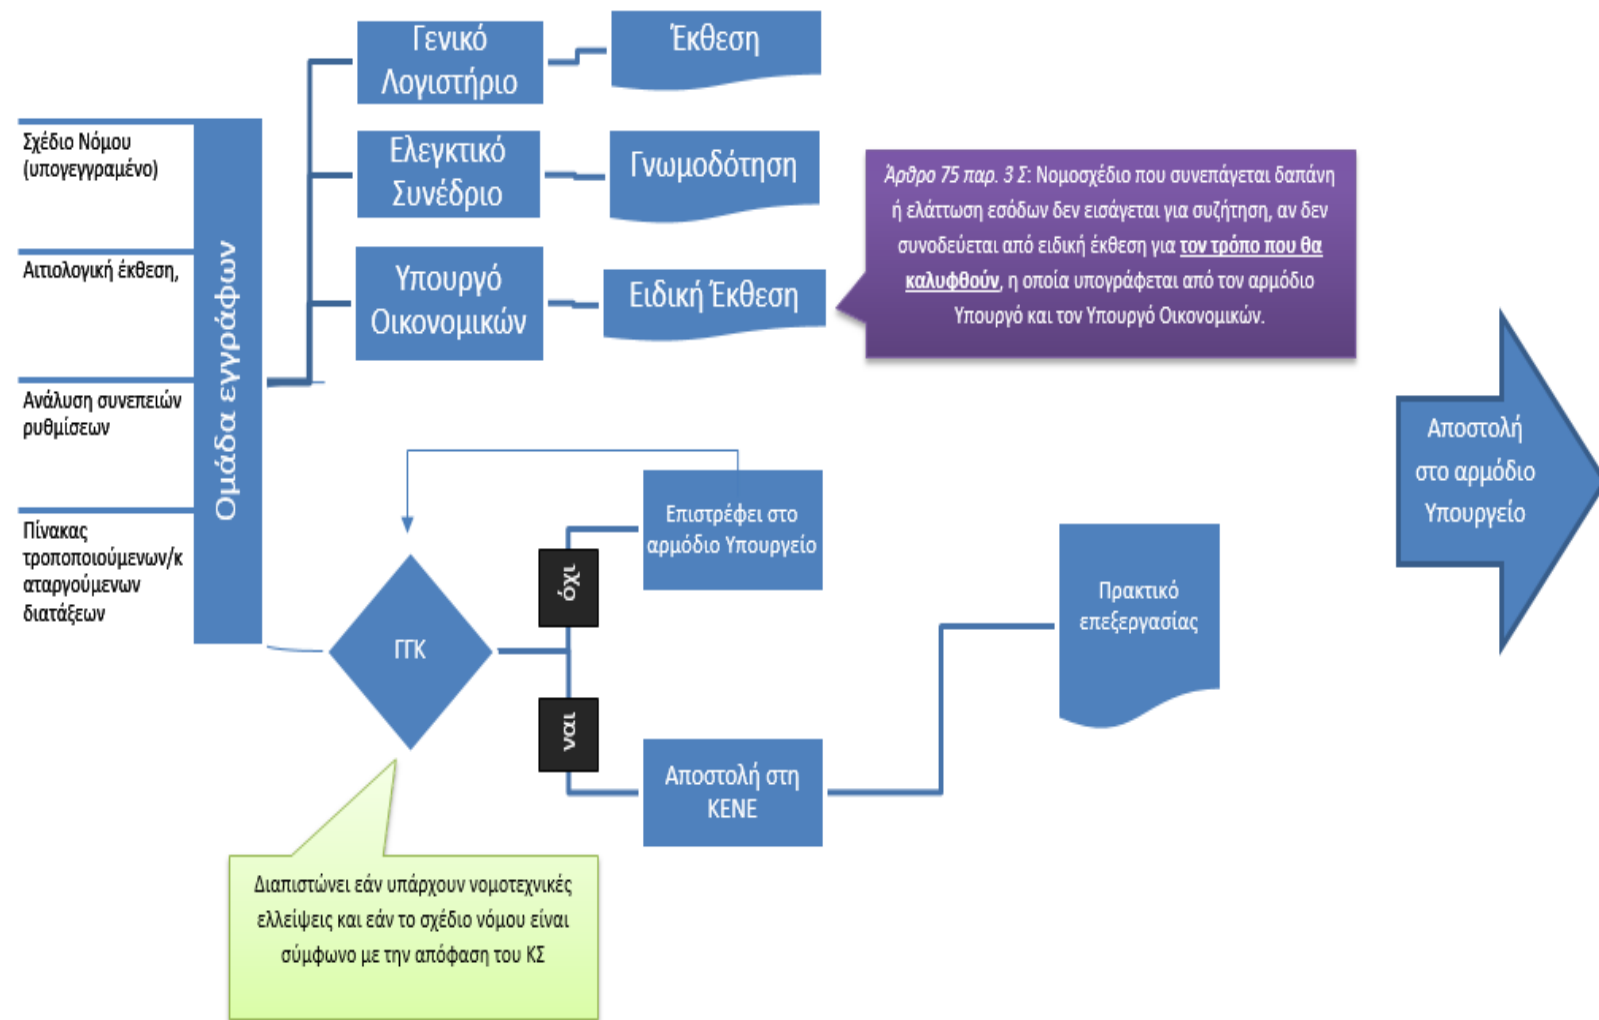 Γενικό
Λογιστήριο
Έκθεση
Σχέδιο Νόμου
(υπογεγγραμένο)
Ελεγκτικό
Συνέδριο
Γνωμοδότηση
Άρθρο 75 παρ. 3 Σ: Νομοσχέδιο που συνεπάγεται δαπάνη
ή ελάττωση εσόδων δεν εισάγεται για συζήτηση, αν δεν
συνοδεύεται από ειδική έκθεση για τον τρόπο που θα
καλυφθούν, η οποία υπογράφεται από τον αρμόδιο
Υπουργό και τον Υπουργό Οικονομικών.
Αιτιολογική έκθεση,
Ομάδα εγγράφων
Υπουργό
Οικονομικών
Ειδική Έκθεση
Ανάλυση συνεπειών
ρυθμίσεων
Αποστολή
στο αρμόδιο
Υπουργείο
Πίνακας
τροποποιούμενων/κ
αταργούμενων
διατάξεων
Επιστρέφει στο
αρμόδιο Υπουργείο
όχι
ΓΓΚ
Πρακτικό
επεξεργασίας
ναι
Αποστολή στη
ΚΕΝΕ
Διαπιστώνει εάν υπάρχουν νομοτεχνικές
ελλείψεις και εάν το σχέδιο νόμου είναι
σύμφωνο με την απόφαση του ΚΣ